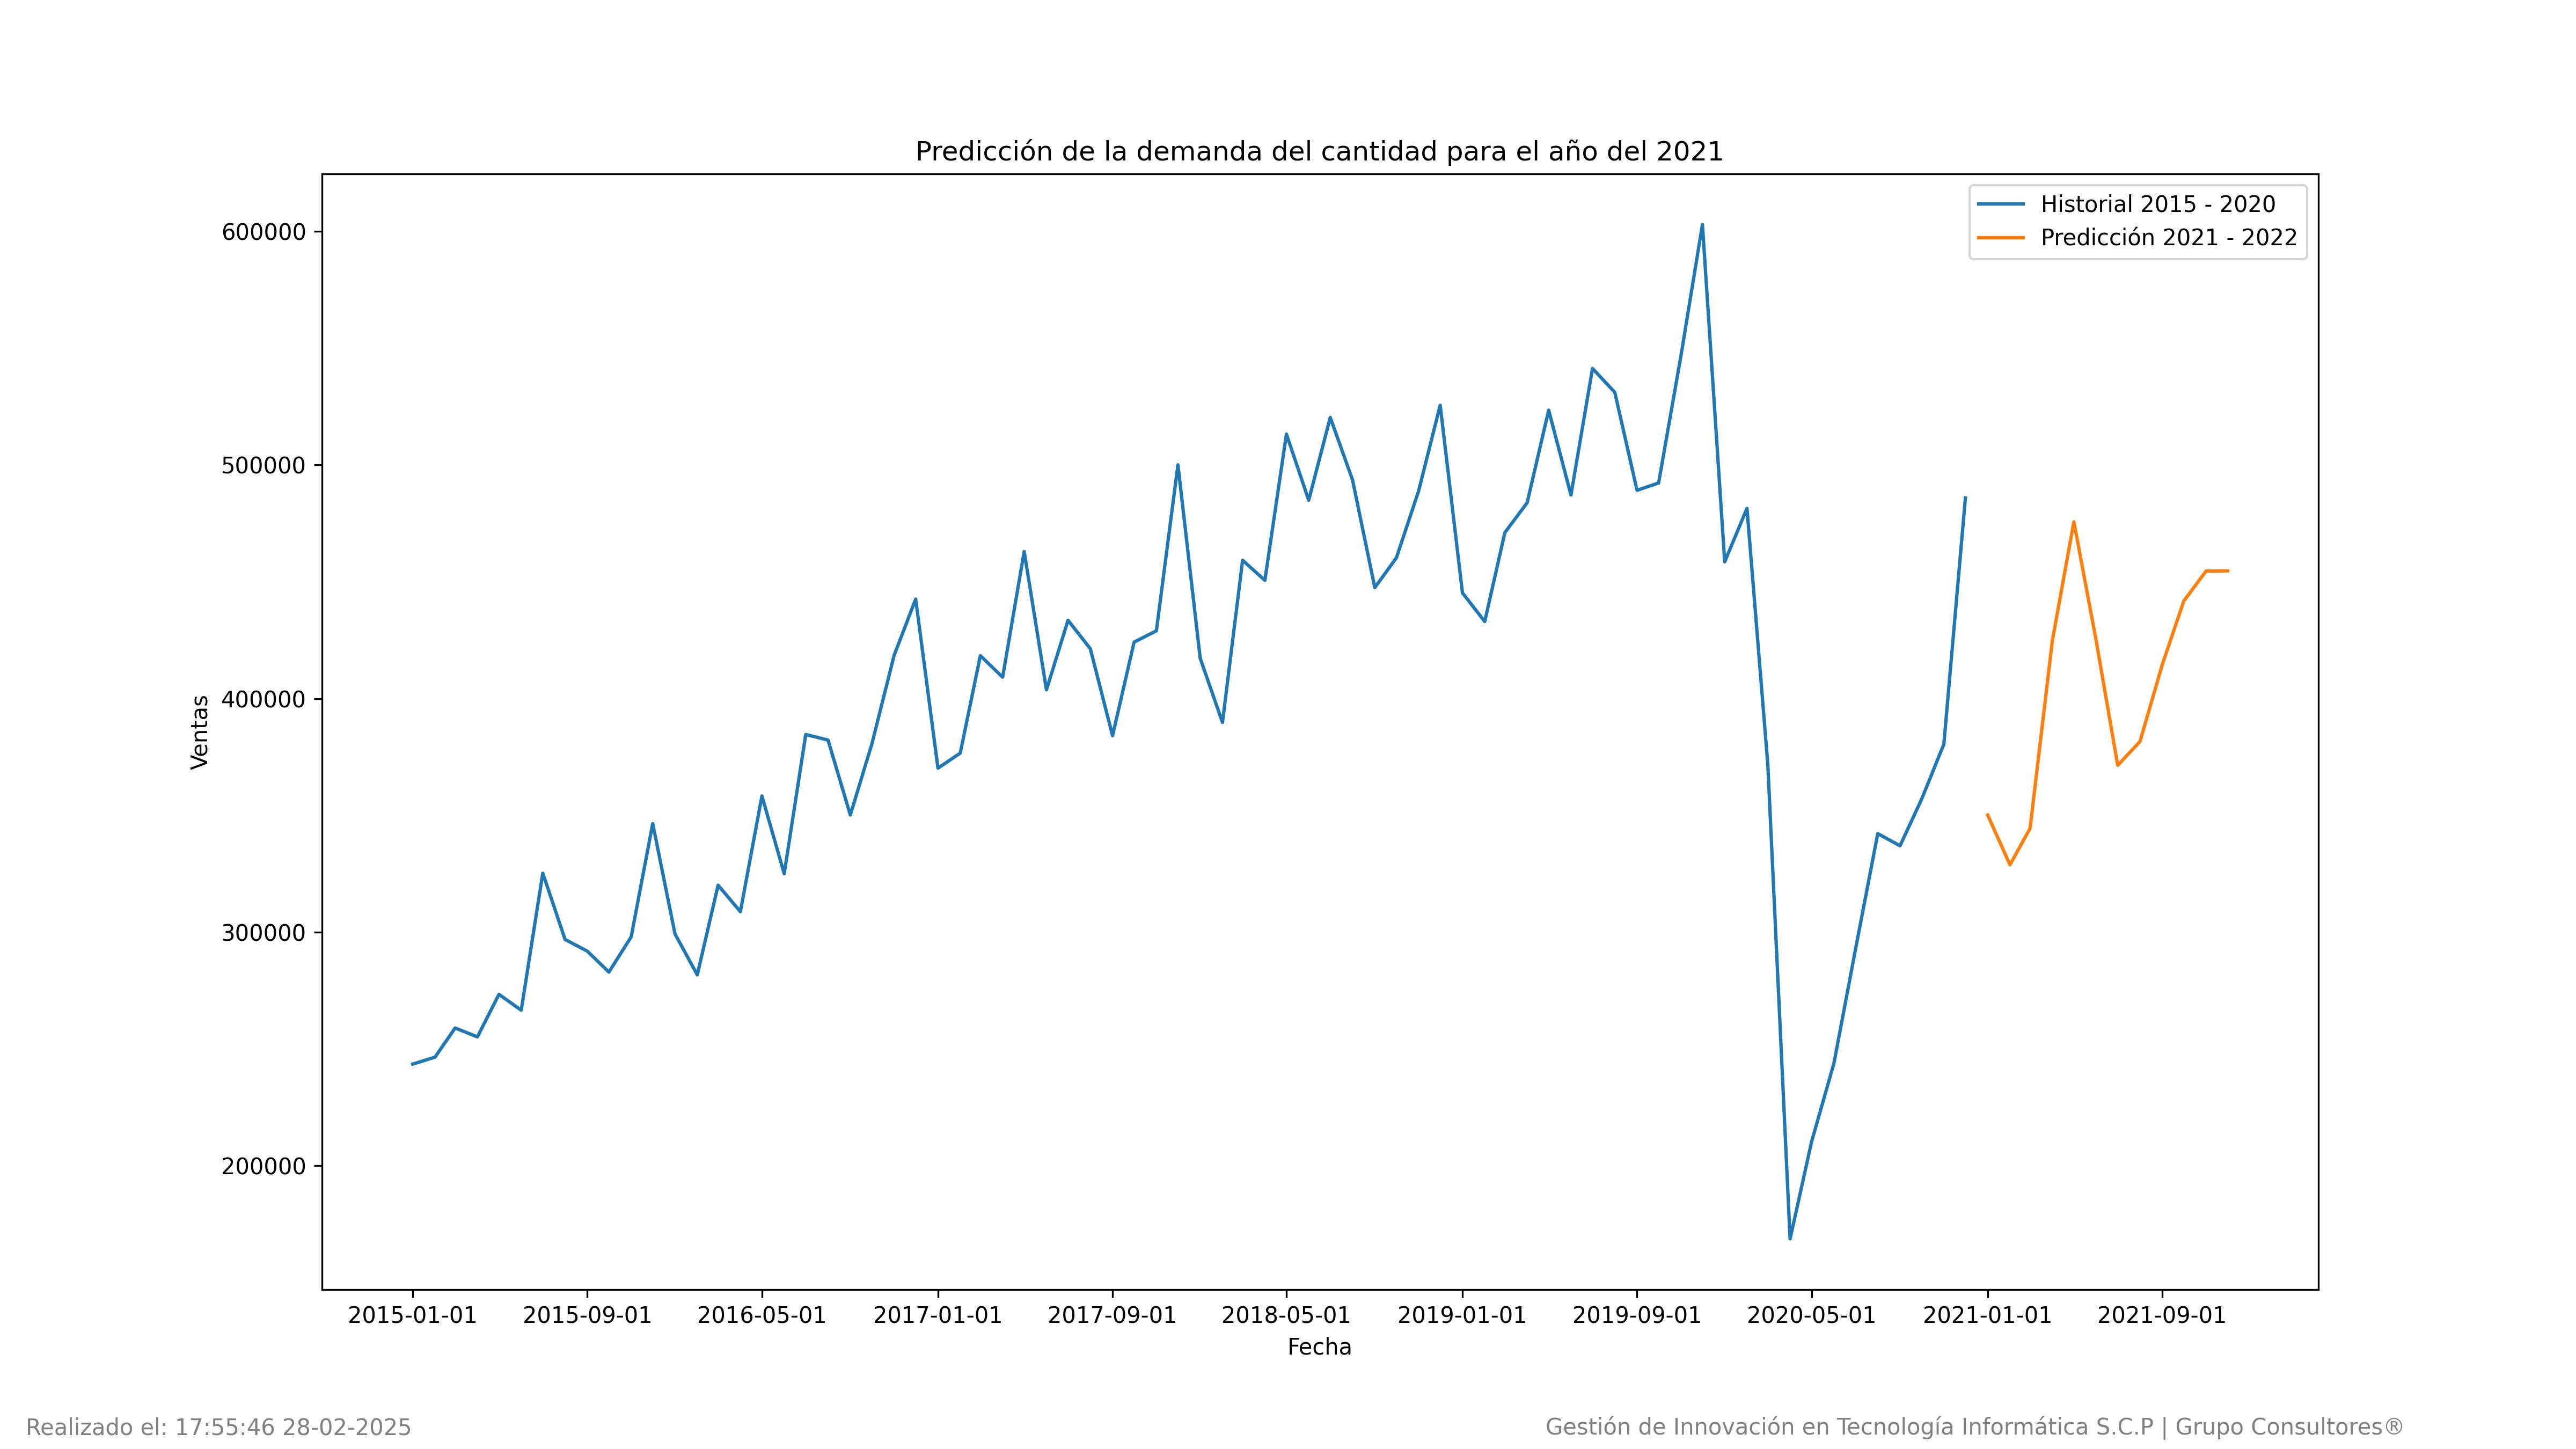 Predicción de la demanda del cantidad para el año del 2021
Historial 2015 - 2020
Predicción 2021 - 2022
600000
500000
400000
300000
200000
Ventas
2015-01-01 2015-09-01 2016-05-01 2017-01-01 2017-09-01 2018-05-01 2019-01-01 2019-09-01 2020-05-01 2021-01-01 2021-09-01
Fecha
Realizado el: 17:55:46 28-02-2025
Gestión de Innovación en Tecnología Informática S.C.P | Grupo Consultores®